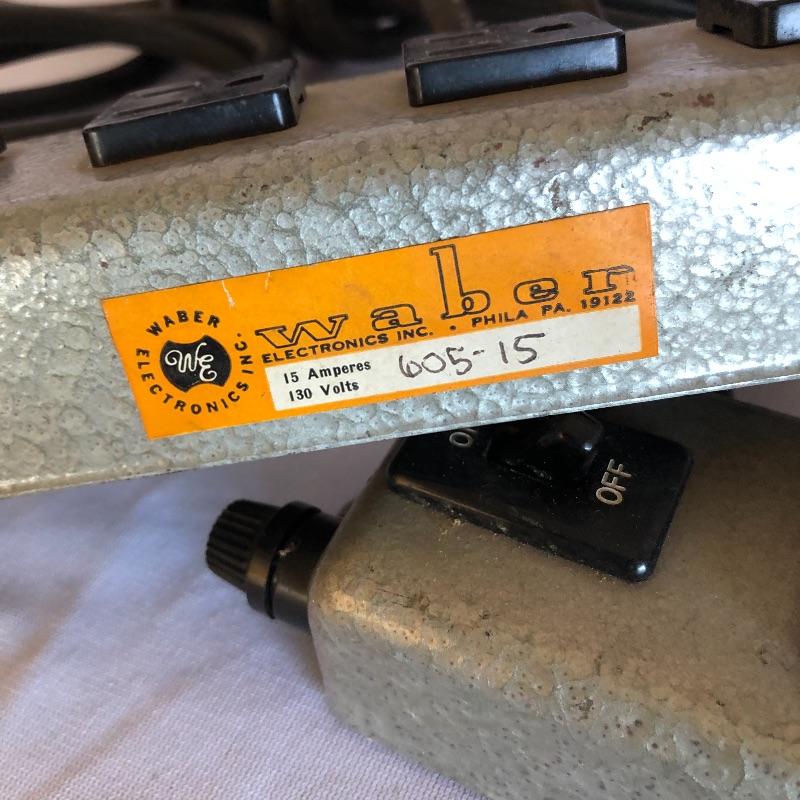 WABER ELECTRONICS INC.
WE
waber
ELECTRONICS INC. • PHILA PA. 19122
15 Amperes
130 Volts
605-15
ON
OFF